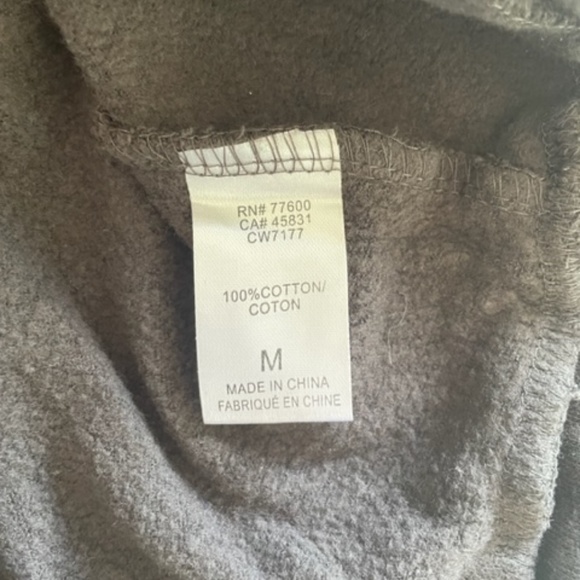 RN# 77600
CA# 45831
CW7177
100%COTTON/
COTON
M
MADE IN CHINA
FABRIQUÉ EN CHINE